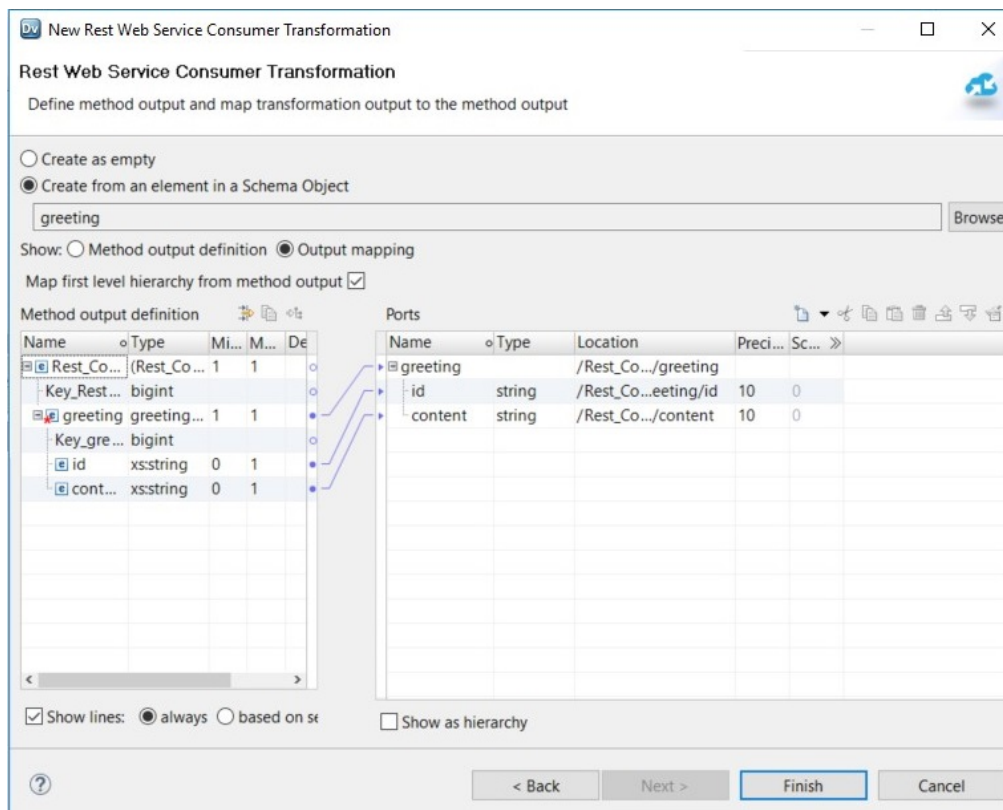 Dv New Rest Web Service Consumer Transformation
Rest Web Service Consumer Transformation
Define method output and map transformation output to the method output
Create as empty
Create from an element in a Schema Object
greeting Browse
Show: Method output definition Output mapping
Map first level hierarchy from method output
Method output definition Ports
Name Type Mi... M... De Name Type Location Preci... Sc... »
e Rest_Co... (Rest_Co... 1 1 greeting /Rest_Co.../greeting
Key_Rest... bigint id string /Rest_Co...eeting/id 10 0
e greeting greeting... 1 1 content string /Rest_Co.../content 10 0
Key_gre... bigint
e id xs:string 0 1
e cont... xs:string 0 1
Show lines: always based on se Show as hierarchy
? < Back Next > Finish Cancel